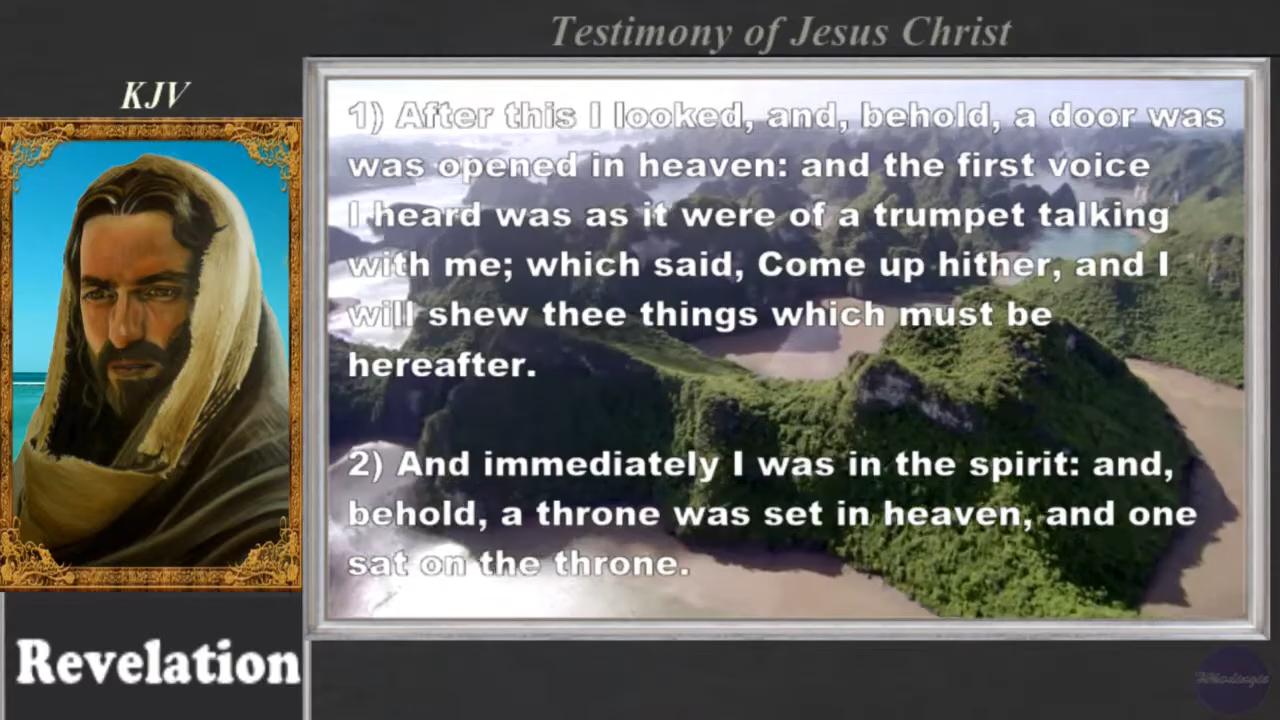 Testimony of Jesus Christ
KJV
1) After this I looked, and, behold, a door was
was opened in heaven: and the first voice
I heard was as it were of a trumpet talking
with me; which said, Come up hither, and I
will shew thee things which must be
hereafter.
2) And immediately I was in the spirit: and,
behold, a throne was set in heaven, and one
sat on the throne.
Revelation